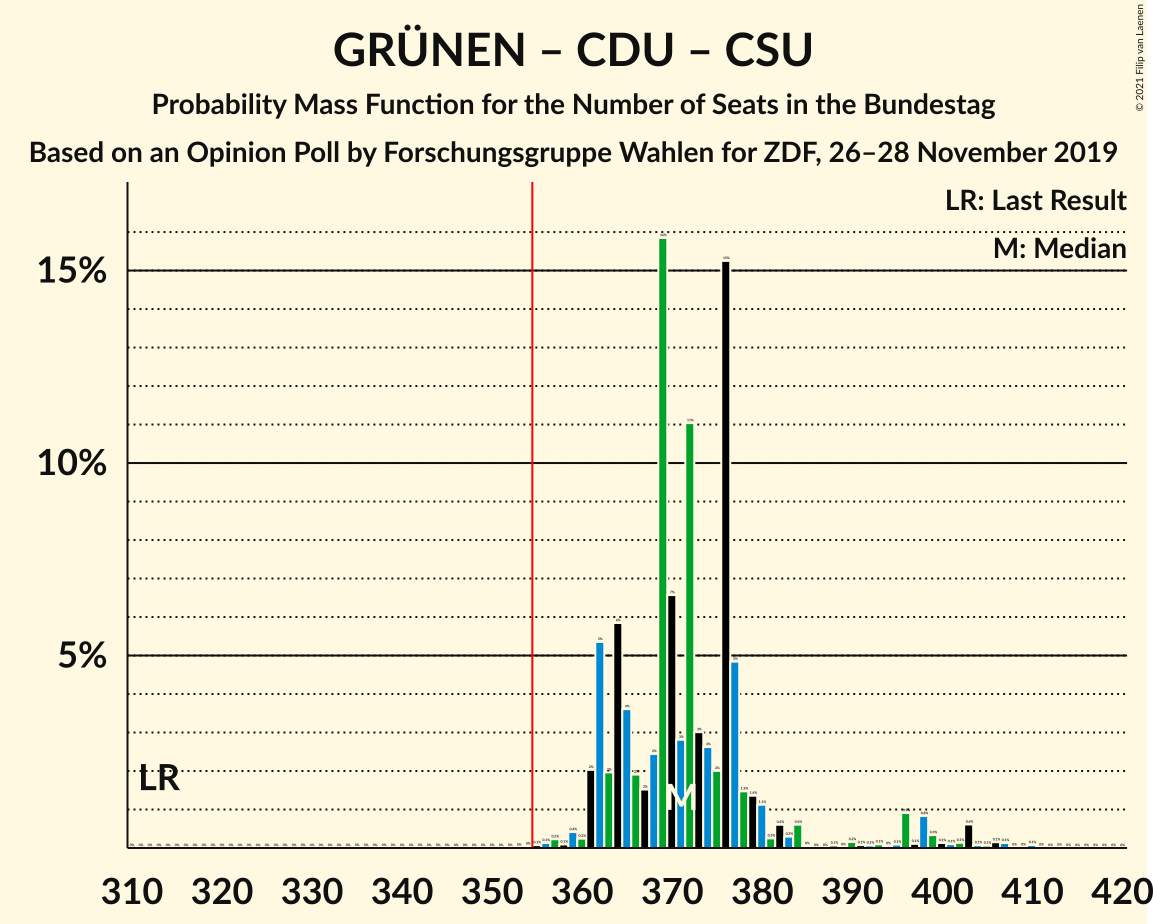 GRÜNEN – CDU – CSU
Probability Mass Function for the Number of Seats in the Bundestag
Based on an Opinion Poll by Forschungsgruppe Wahlen for ZDF, 26–28 November 2019
© 2021 Filip van Laenen
LR: Last Result
M: Median
15%
10%
5%
LR
M
310 320 330 340 350 360 370 380 390 400 410 420